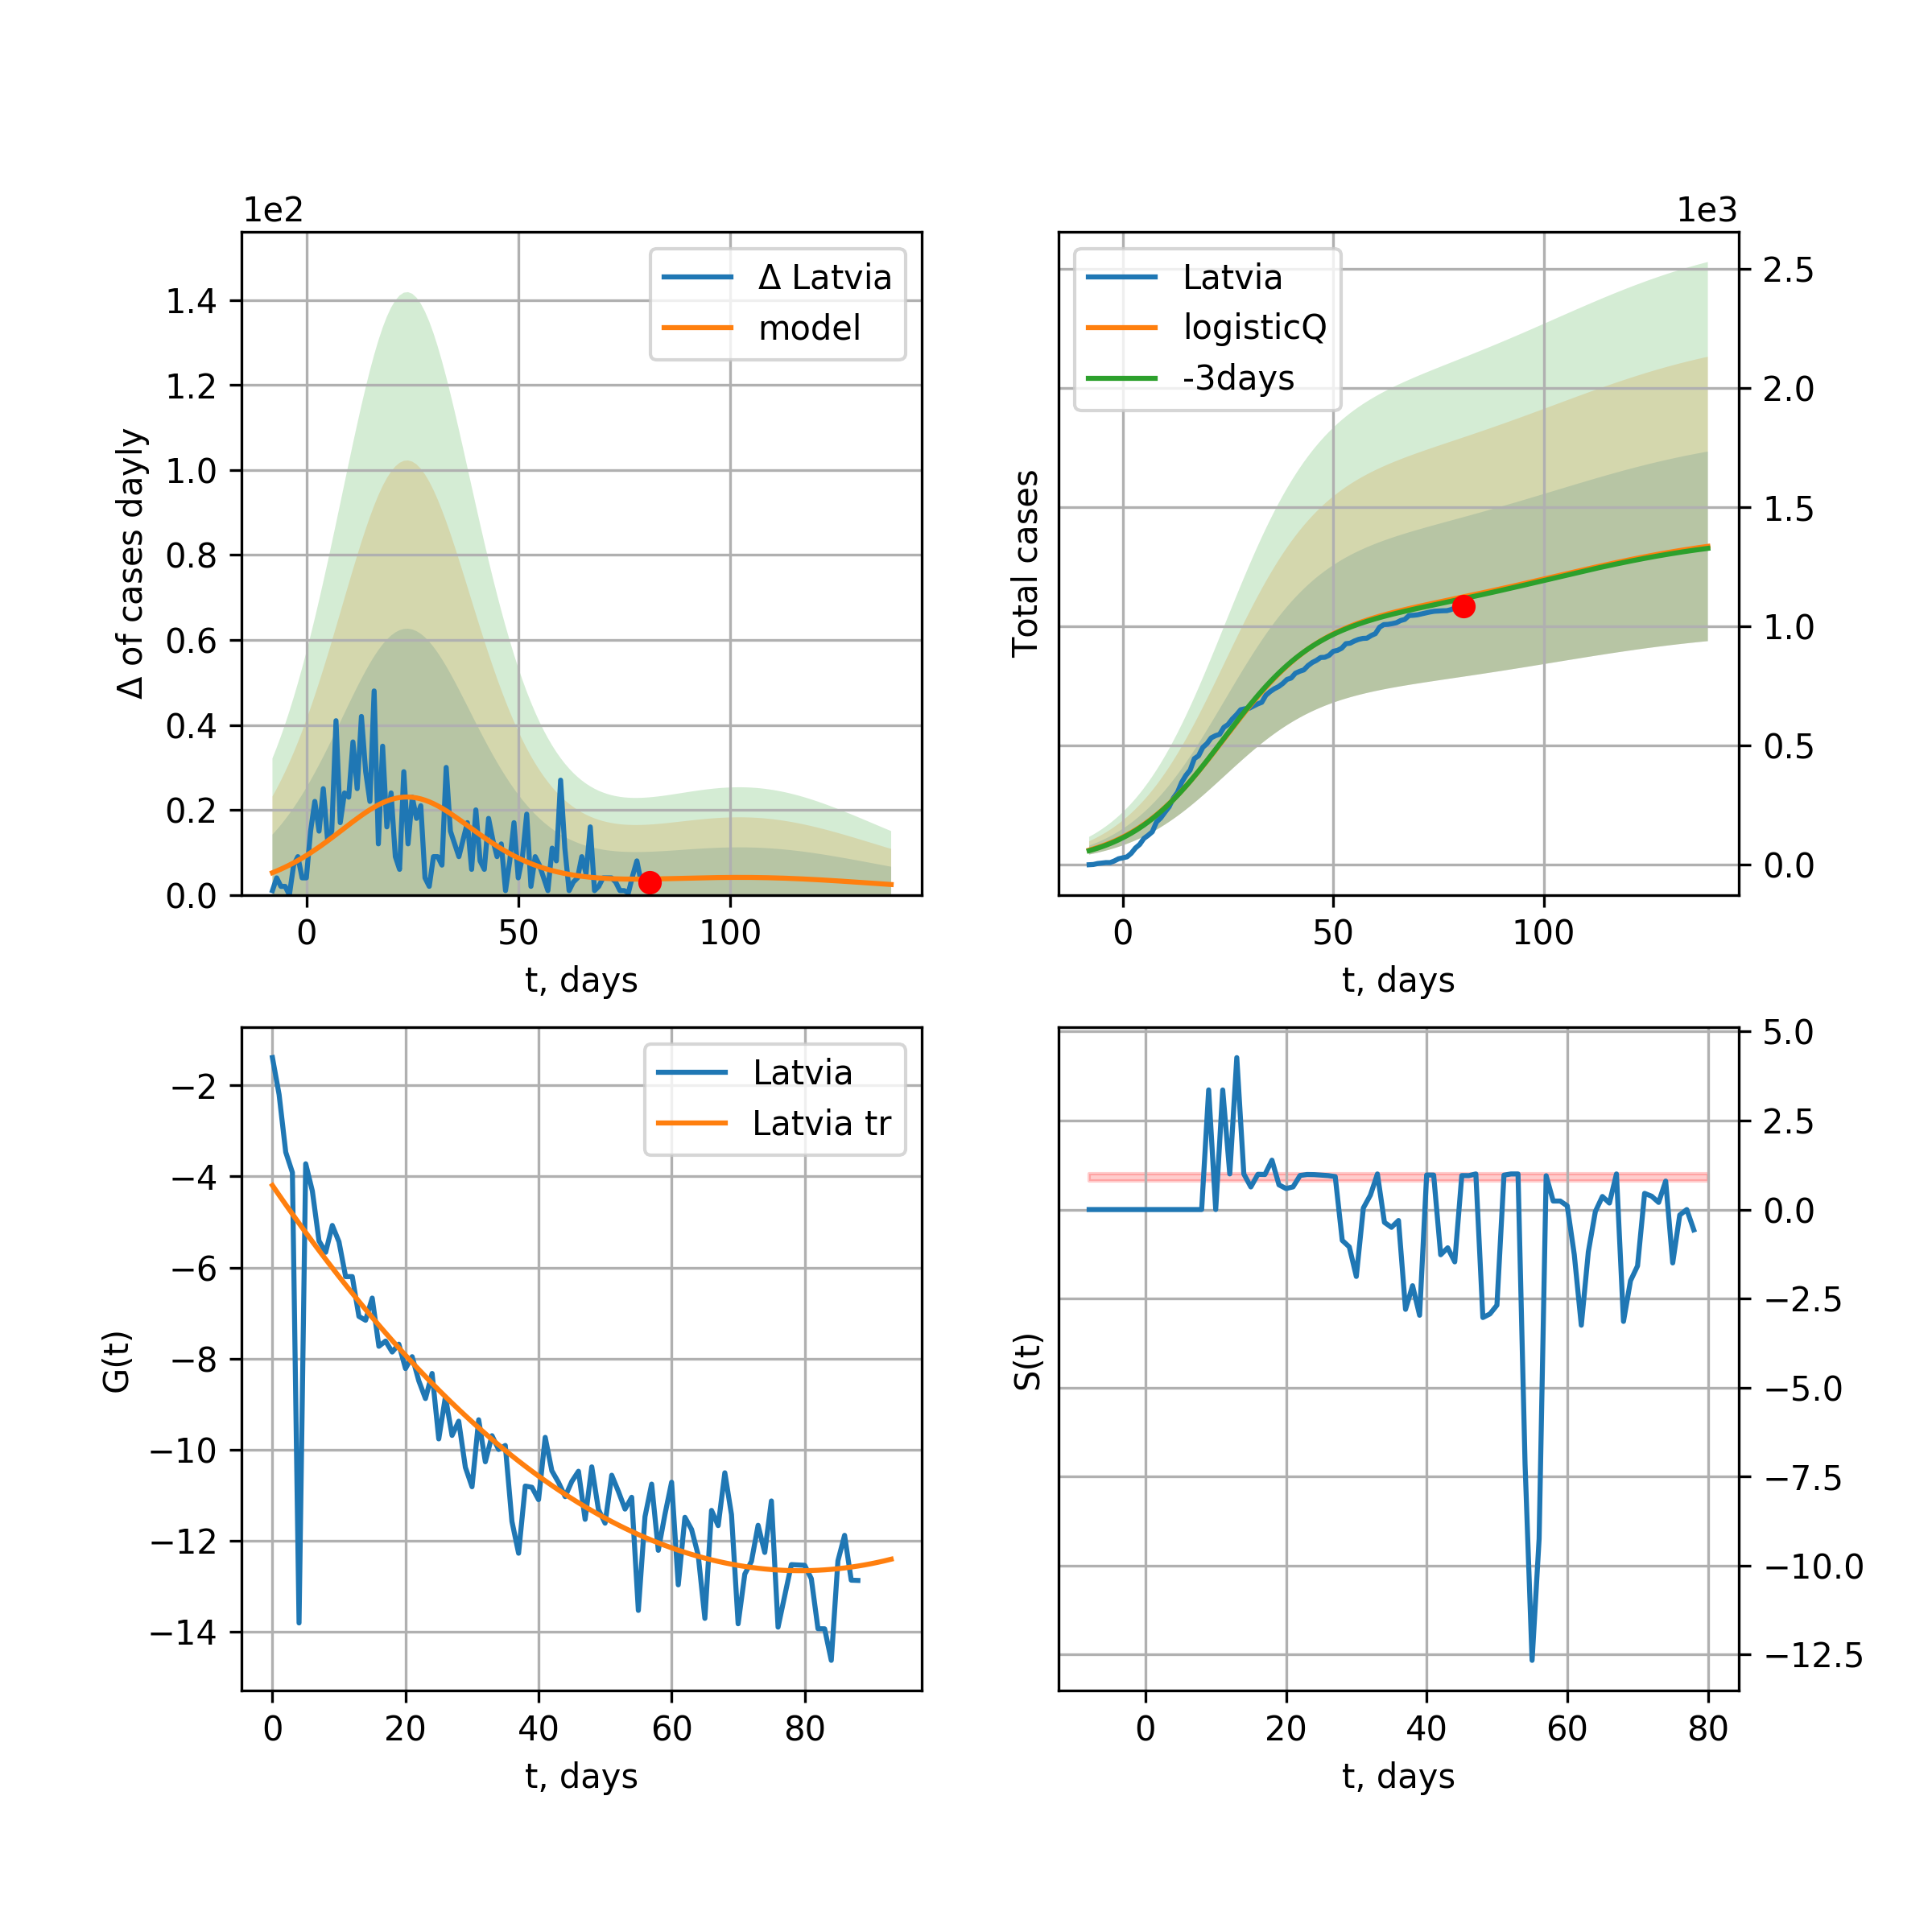 1e2
Δ Latvia
model
1.4
1.2
1.0
0.8
0.6
0.4
0.2
0.0
Δ of cases dayly
0
50
100
t, days
1e3
Latvia
logisticQ
-3days
2.5
2.0
1.5
1.0
0.5
0.0
Total cases
0
50
100
t, days
Latvia
Latvia tr
−2
−4
−6
−8
−10
−12
−14
G(t)
0
20
40
60
80
t, days
5.0
2.5
0.0
−2.5
−5.0
−7.5
−10.0
−12.5
S(t)
0
20
40
60
80
t, days